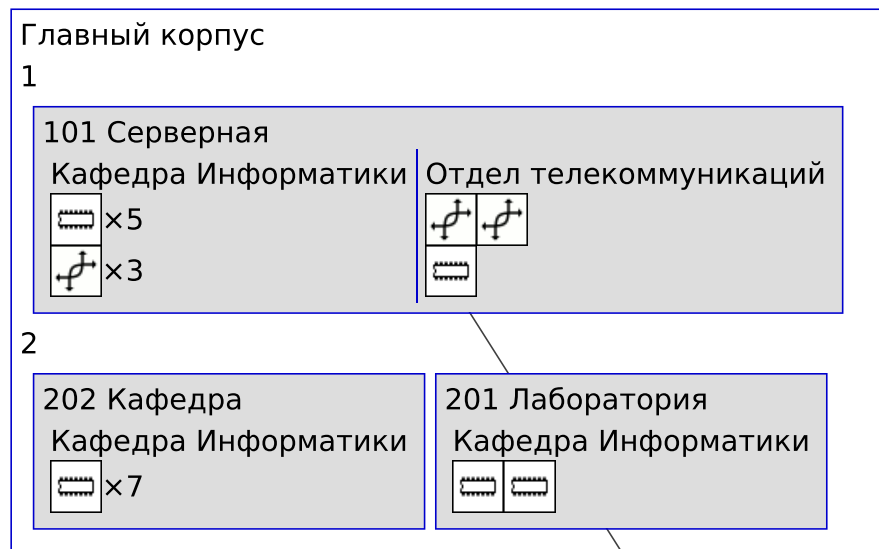 Главный корпус
1
101 Серверная
Кафедра Информатики
×5
×3
Отдел телекоммуникаций
2
202 Кафедра
Кафедра Информатики
×7
201 Лаборатория
Кафедра Информатики